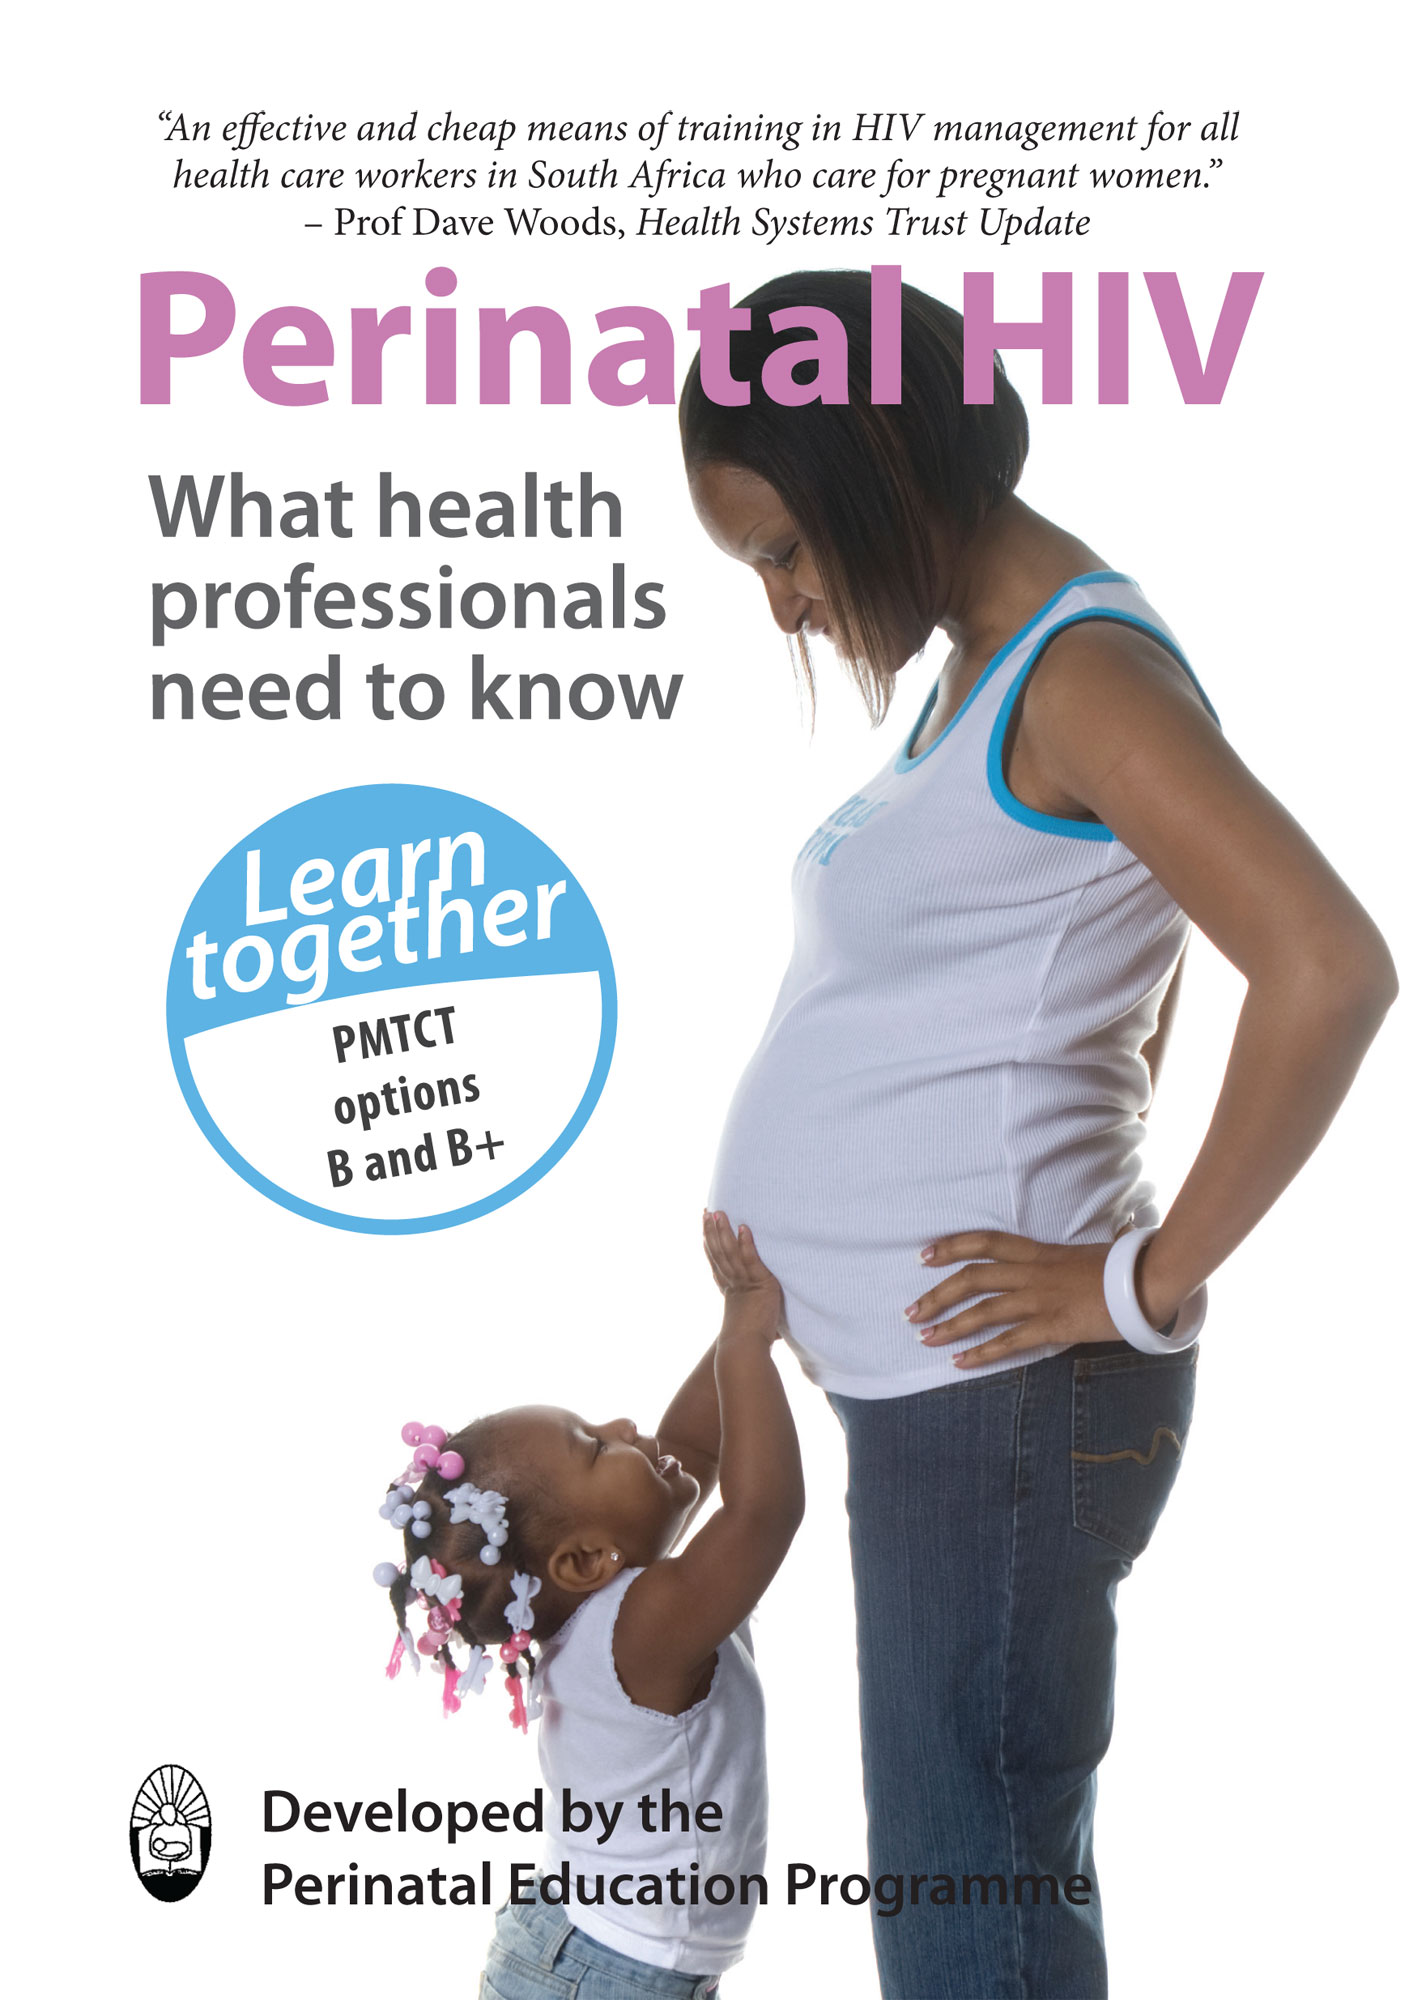 “An effective and cheap means of training in HIV management for all
health care workers in South Africa who care for pregnant women.”
– Prof Dave Woods, Health Systems Trust Update
Perinatal HIV
What health
professionals
need to know
Learn
together
PMTCT
options
B and B+
Developed by the
Perinatal Education Programme